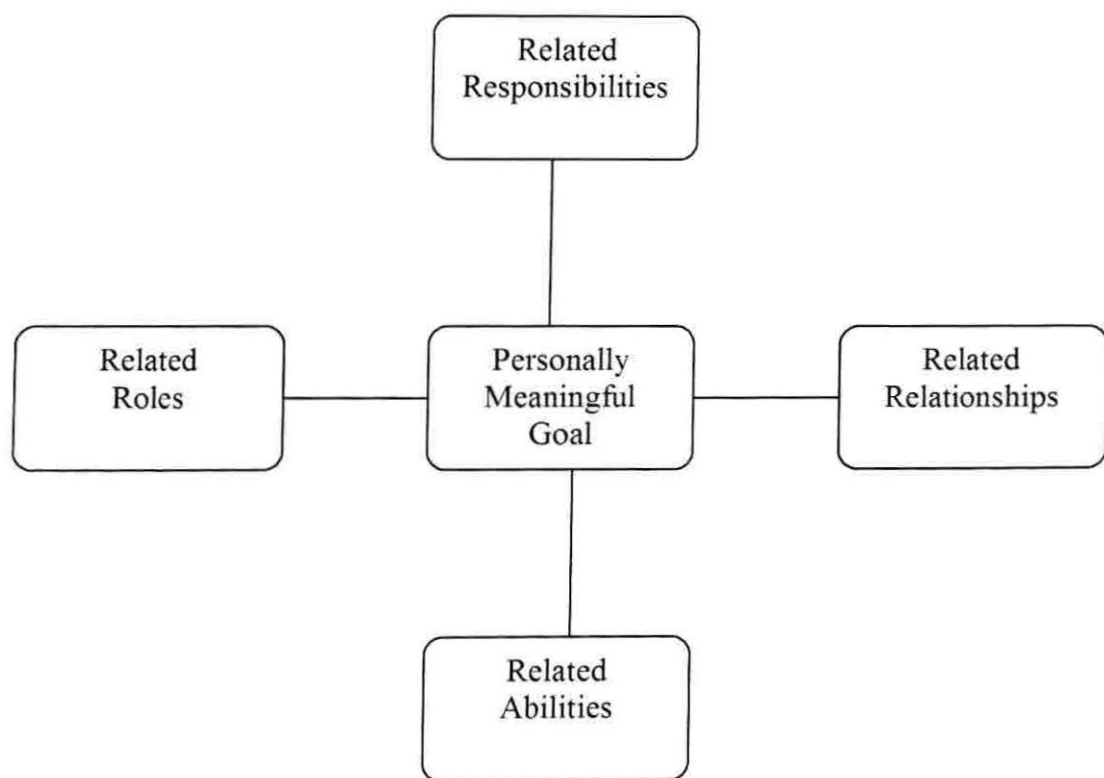 Related
Responsibilities
Related
Roles
Personally
Meaningful
Goal
Related
Relationships
Related
Abilities